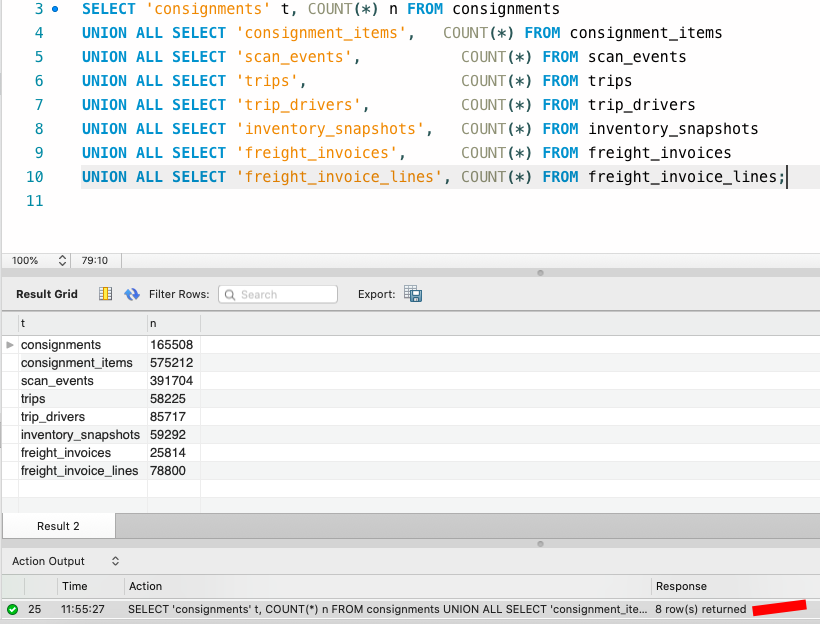 3 SELECT 'consignments' t, COUNT(*) n FROM consignments
4 UNION ALL SELECT 'consignment_items', COUNT(*) FROM consignment_items
5 UNION ALL SELECT 'scan_events', COUNT(*) FROM scan_events
6 UNION ALL SELECT 'trips', COUNT(*) FROM trips
7 UNION ALL SELECT 'trip_drivers', COUNT(*) FROM trip_drivers
8 UNION ALL SELECT 'inventory_snapshots', COUNT(*) FROM inventory_snapshots
9 UNION ALL SELECT 'freight_invoices', COUNT(*) FROM freight_invoices
10 UNION ALL SELECT 'freight_invoice_lines', COUNT(*) FROM freight_invoice_lines;
11
100% 79:10
Result Grid Filter Rows: Search Export:
t n
consignments 165508
consignment_items 575212
scan_events 391704
trips 58225
trip_drivers 85717
inventory_snapshots 59292
freight_invoices 25814
freight_invoice_lines 78800
Result 2
Action Output
Time Action Response
25 11:55:27 SELECT 'consignments' t, COUNT(*) n FROM consignments UNION ALL SELECT 'consignment_ite... 8 row(s) returned